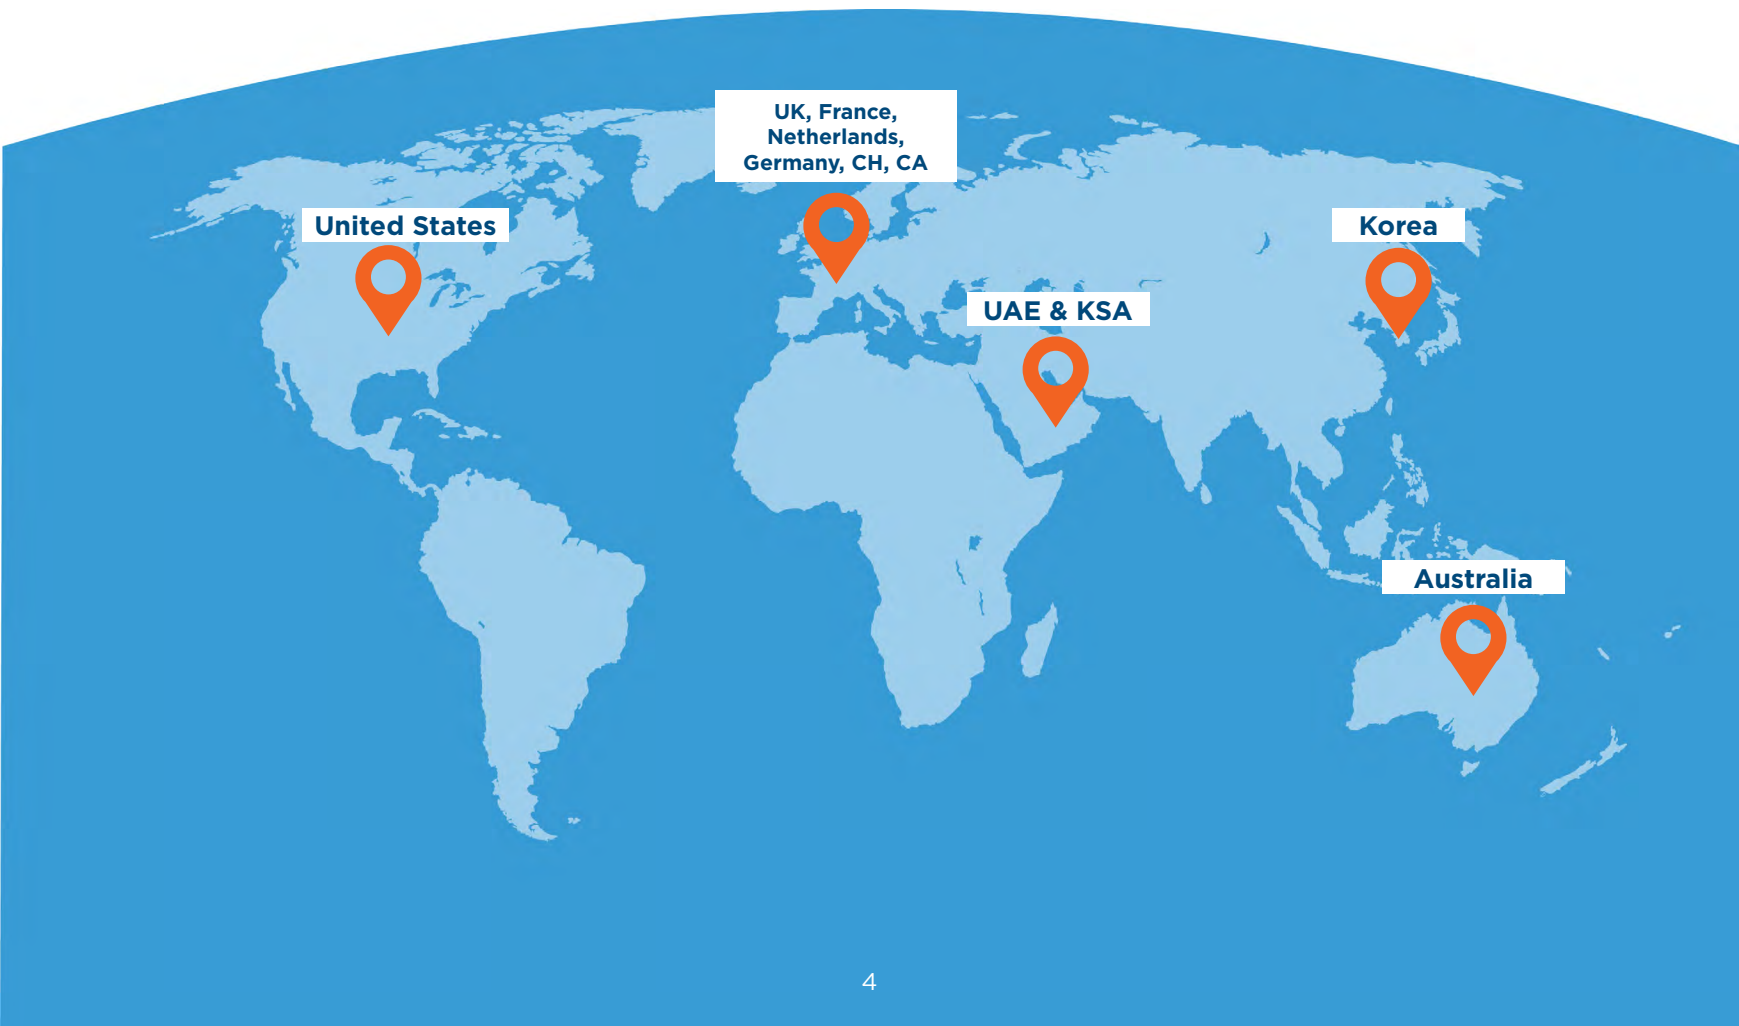 UK, France,
Netherlands,
Germany, CH, CA
United States
Korea
UAE & KSA
Australia
4